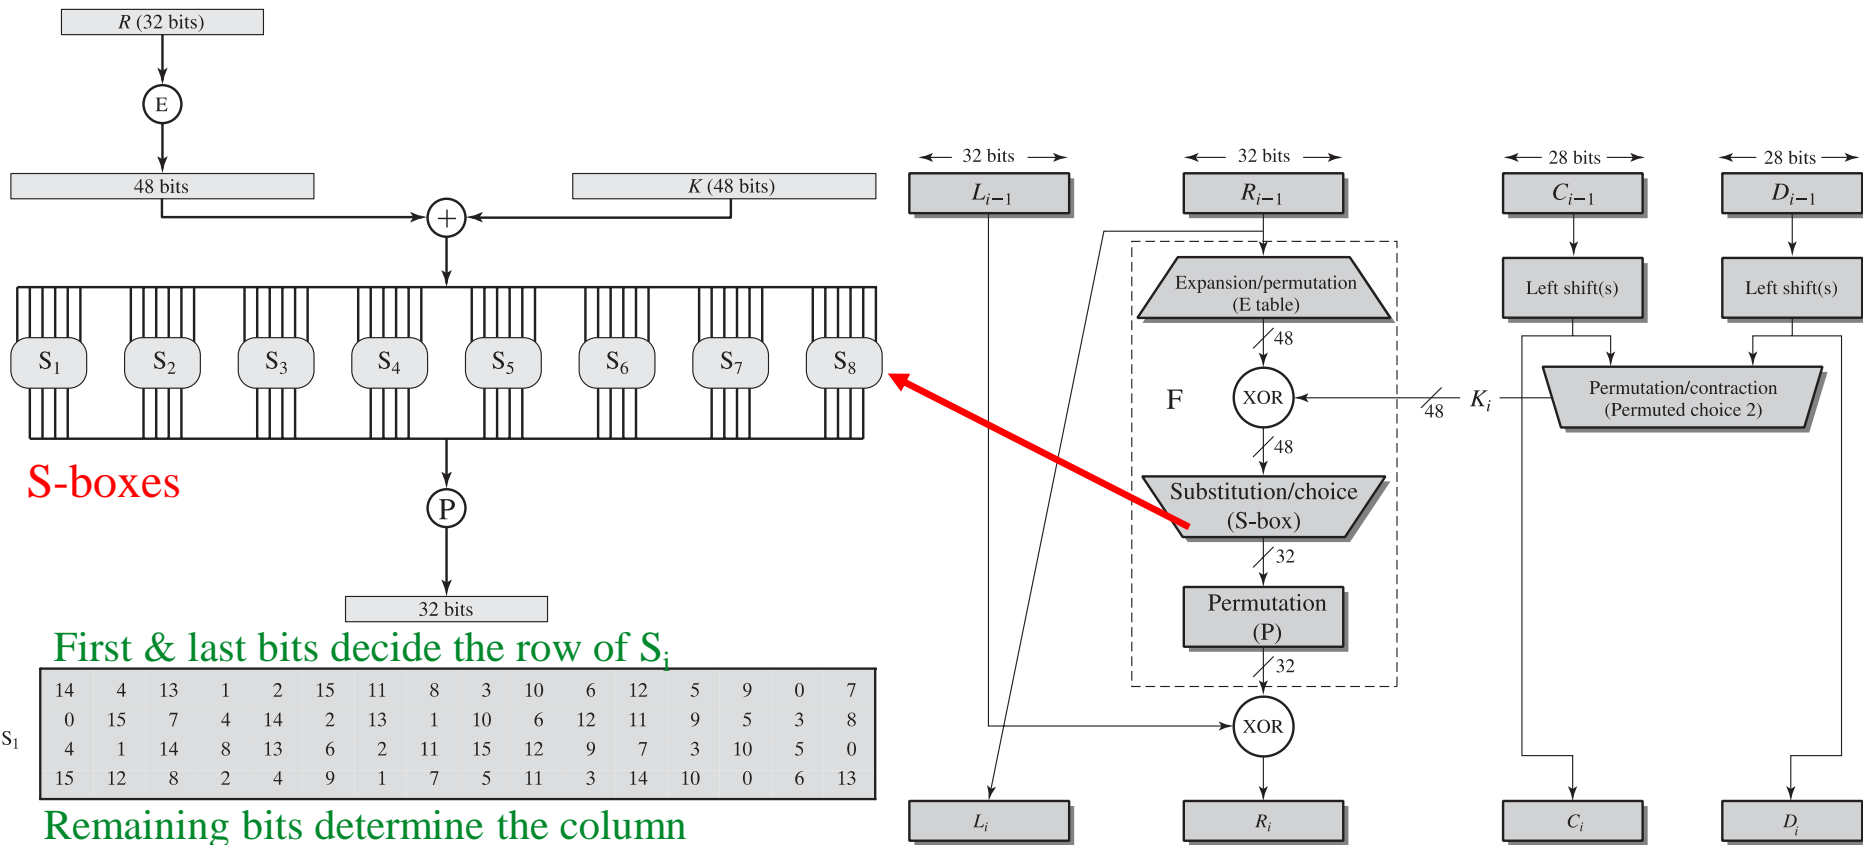 R (32 bits)
E
48 bits
K (48 bits)
+
S1 S2 S3 S4 S5 S6 S7 S8
S-boxes
P
32 bits
First & last bits decide the row of Si
S1
14 4 13 1 2 15 11 8 3 10 6 12 5 9 0 7
0 15 7 4 14 2 13 1 10 6 12 11 9 5 3 8
4 1 14 8 13 6 2 11 15 12 9 7 3 10 5 0
15 12 8 2 4 9 1 7 5 11 3 14 10 0 6 13
Remaining bits determine the column
32 bits 32 bits 28 bits 28 bits
Li−1 Ri−1 Ci−1 Di−1
Expansion/permutation
(E table)
Left shift(s)
Left shift(s)
48
F
XOR
48
Ki
Permutation/contraction
(Permuted choice 2)
48
Substitution/choice
(S-box)
32
Permutation
(P)
32
XOR
Li Ri Ci Di